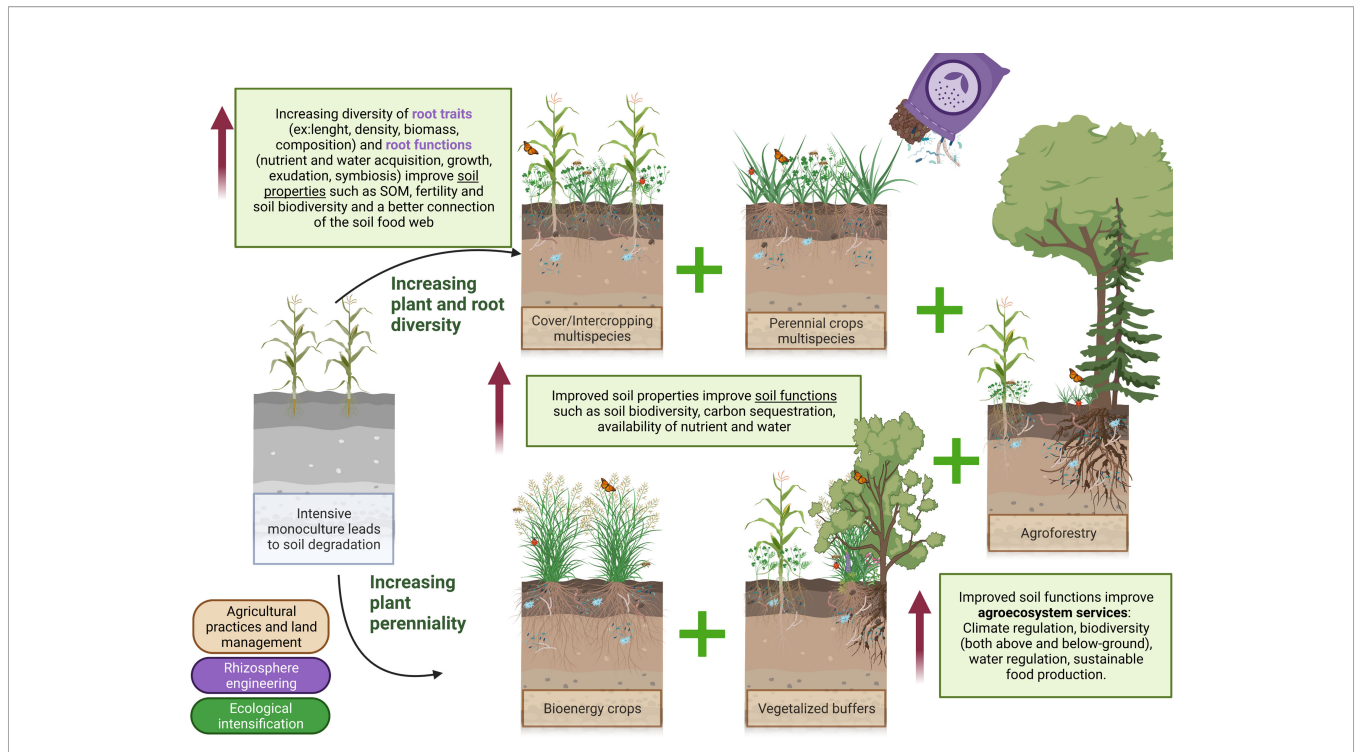 Increasing diversity of root traits
(ex:lenght, density, biomass,
composition) and root functions
(nutrient and water acquisition, growth,
exudation, symbiosis) improve soil
properties such as SOM, fertility and
soil biodiversity and a better connection
of the soil food web
Increasing
plant and root
diversity
Cover/Intercropping
multispecies
Perennial crops
multispecies
Improved soil properties improve soil functions
such as soil biodiversity, carbon sequestration,
availability of nutrient and water
Intensive
monoculture leads
to soil degradation
Agroforestry
Increasing
plant
perenniality
Agricultural
practices and land
management
Rhizosphere
engineering
Ecological
intensification
Bioenergy crops
Vegetalized buffers
Improved soil functions improve
agroecosystem services:
Climate regulation, biodiversity
(both above and below-ground),
water regulation, sustainable
food production.